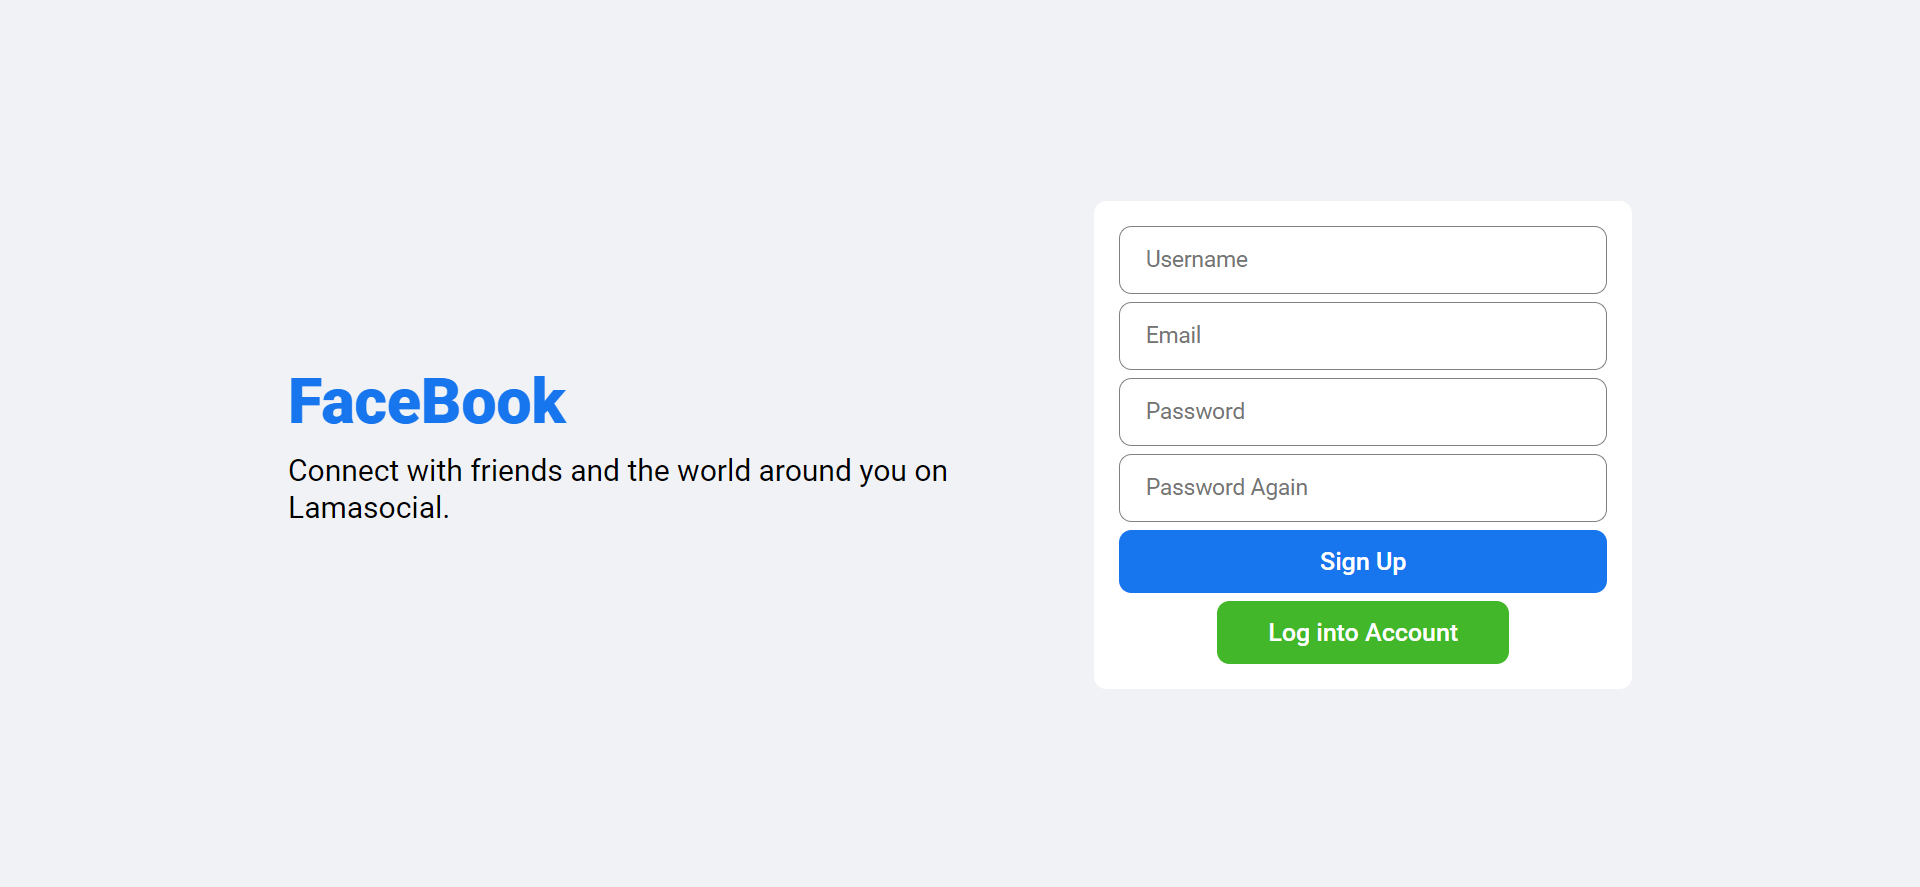 FaceBook
Connect with friends and the world around you on
Lamasocial.
Username
Email
Password
Password Again
Sign Up
Log into Account